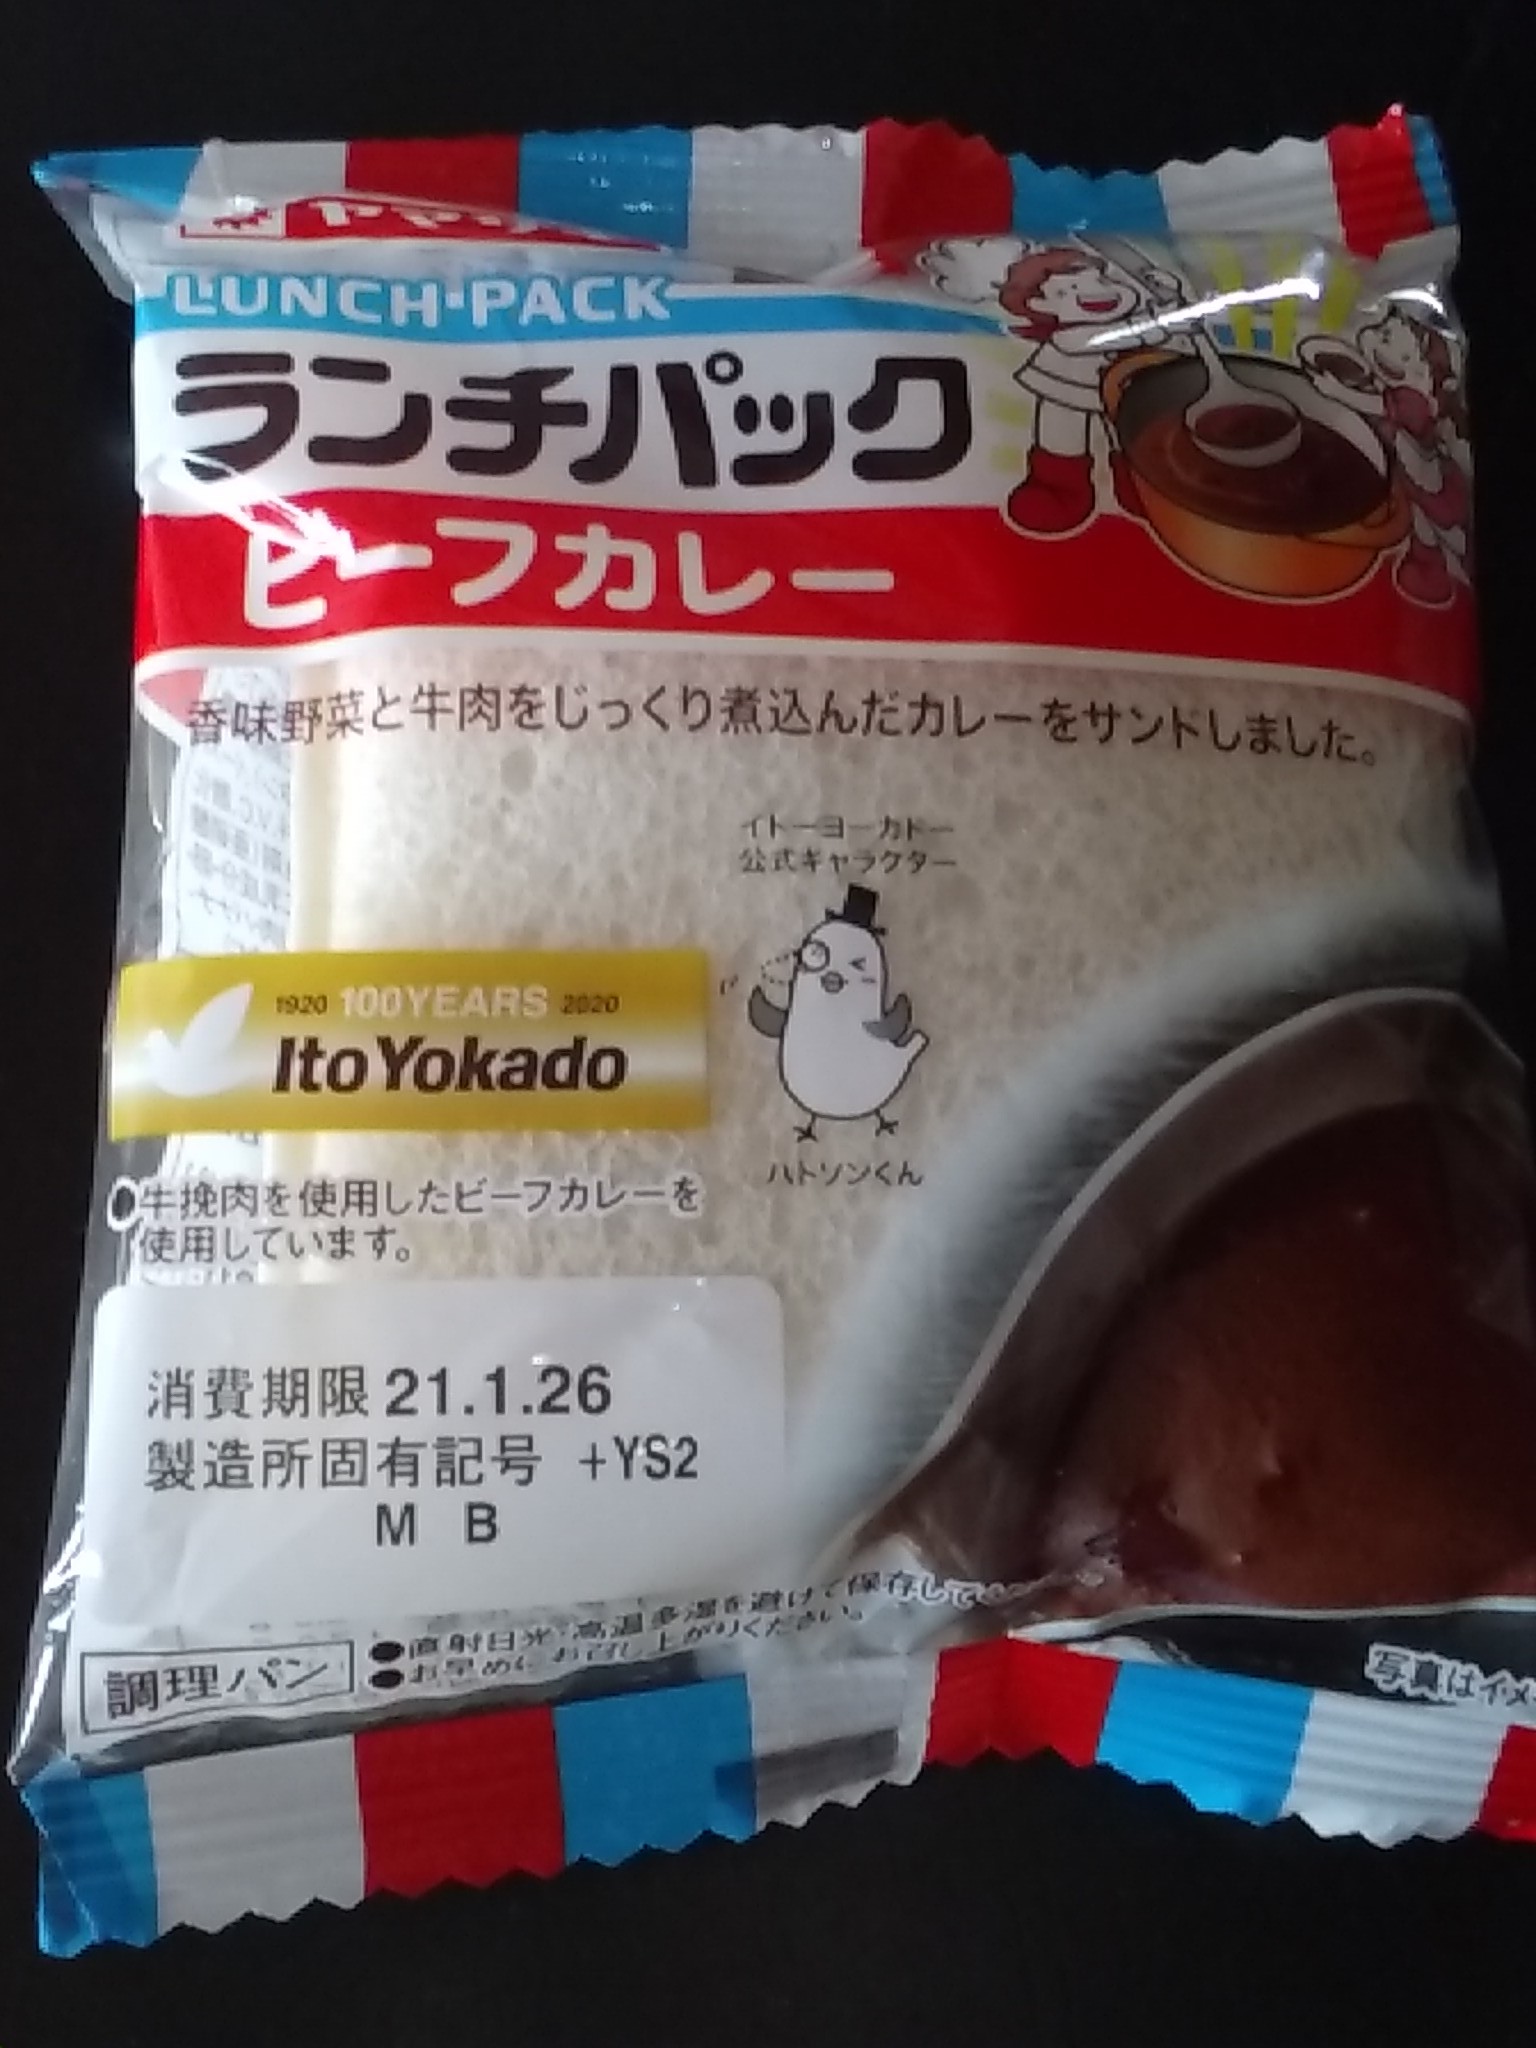 ヤマザキ
LUNCH·PACK
ランチパック
ビーフカレー
香味野菜と牛肉をじっくり煮込んだカレーをサンドしました。
イトーヨーカドー
公式キャラクター
1920 100YEARS 2020
Ito Yokado
ハトソンくん
●牛挽肉を使用したビーフカレーを
使用しています。
消費期限 21.1.26
製造所固有記号 +YS2
M B
調理パン
●直射日光・高温多湿を避けて保存して
●お早めにお召し上がりください。
写真はイメ